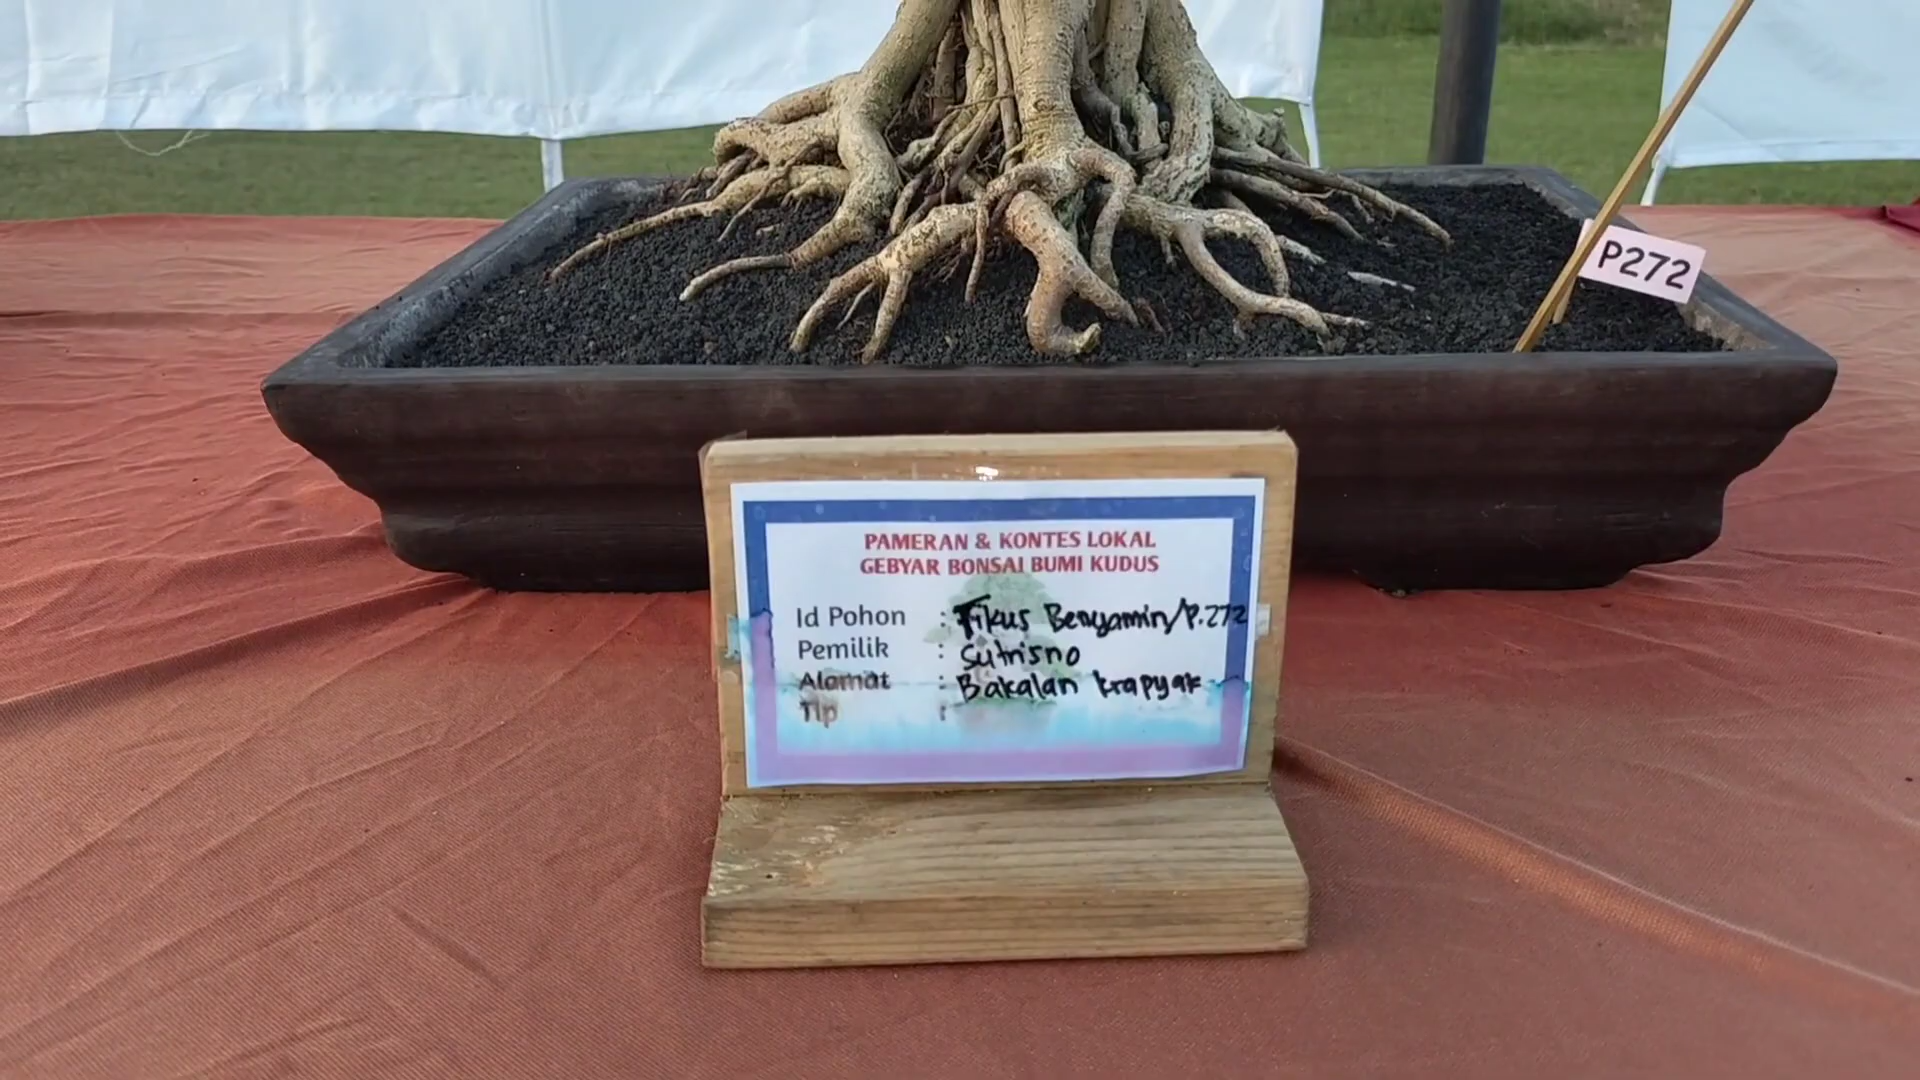 P272
PAMERAN & KONTES LOKAL
GEBYAR BONSAI BUMI KUDUS
Id Pohon : Fikus Benyamin/P.272
Pemilik : Sutrisno
Alamat : Bakalan krapyak
Tlp :